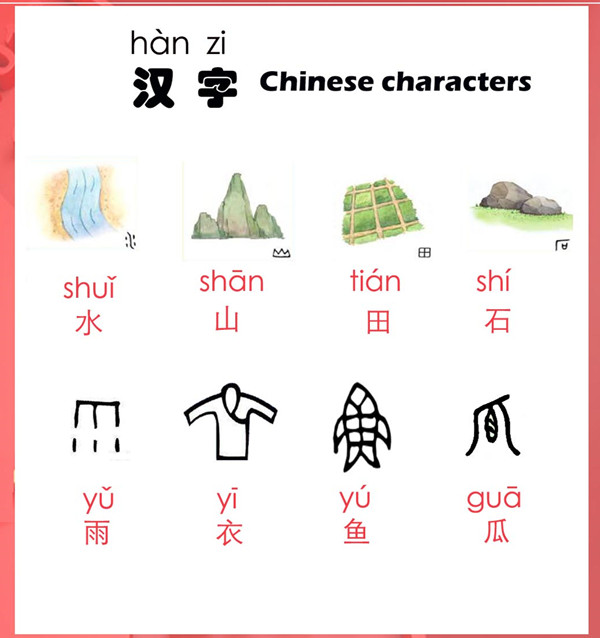 hàn zi
汉 字 Chinese characters
shuǐ shān tián shí
水 山 田 石
yǔ yī yú guā
雨 衣 鱼 瓜